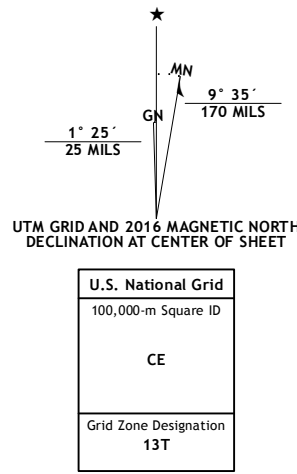 MN
GN
9° 35´
170 MILS
1° 25´
25 MILS
UTM GRID AND 2016 MAGNETIC NORTH
DECLINATION AT CENTER OF SHEET
U.S. National Grid
100,000-m Square ID
CE
Grid Zone Designation
13T